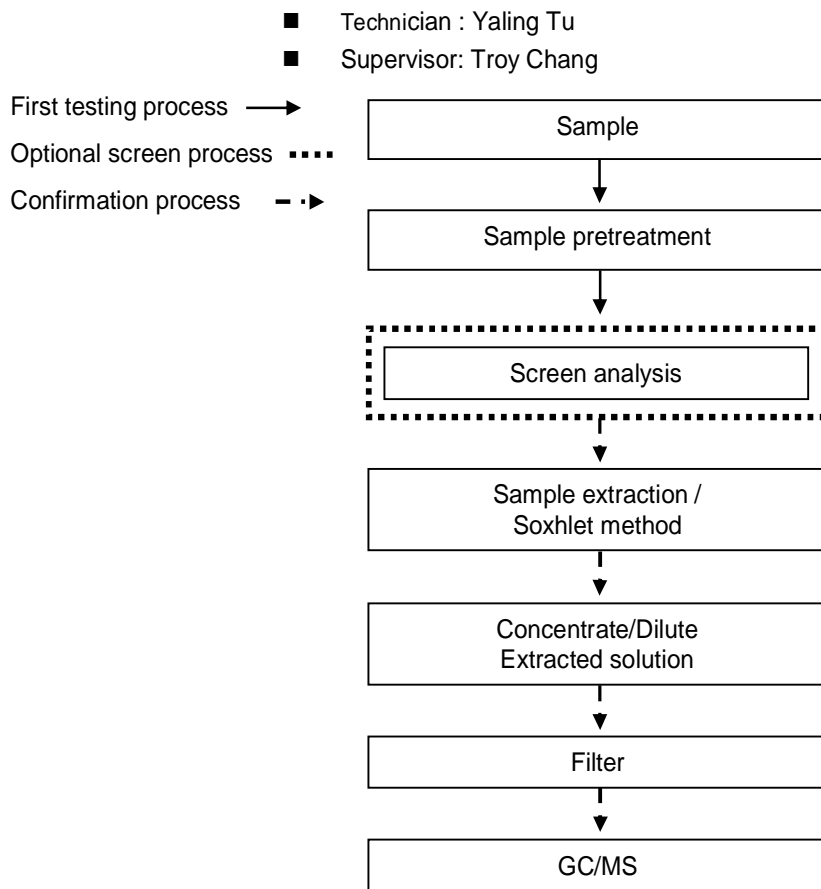 ■ Technician : Yaling Tu
■ Supervisor: Troy Chang
First testing process
Optional screen process
Confirmation process
Sample
Sample pretreatment
Screen analysis
Sample extraction /
Soxhlet method
Concentrate/Dilute
Extracted solution
Filter
GC/MS